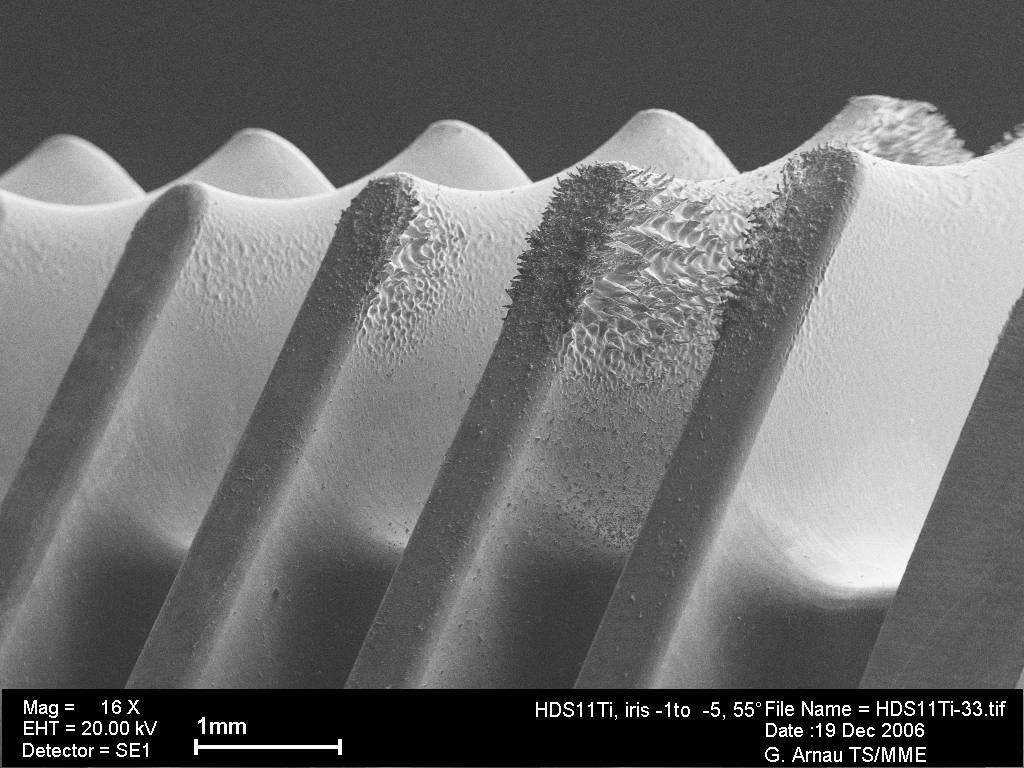 Mag = 16 X
EHT = 20.00 kV
Detector = SE1
1mm
HDS11Ti, iris -1to -5, 55°
File Name = HDS11Ti-33.tif
Date :19 Dec 2006
G. Arnau TS/MME